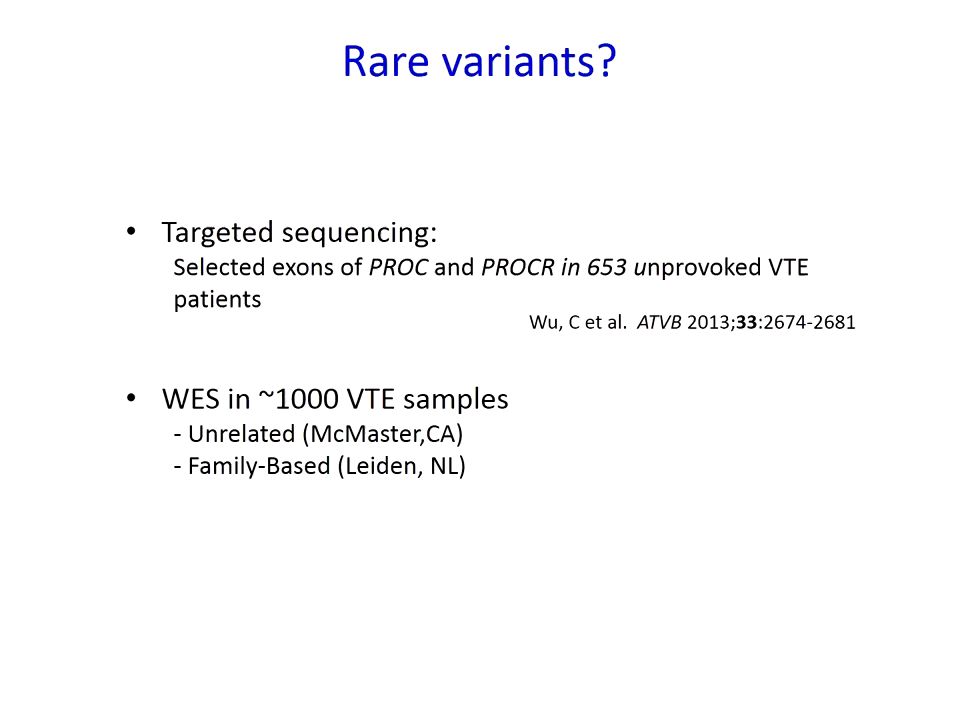 Rare variants?
• Targeted sequencing:
Selected exons of PROC and PROCR in 653 unprovoked VTE
patients
Wu, C et al. ATVB 2013;33:2674-2681
• WES in ~1000 VTE samples
- Unrelated (McMaster,CA)
- Family-Based (Leiden, NL)